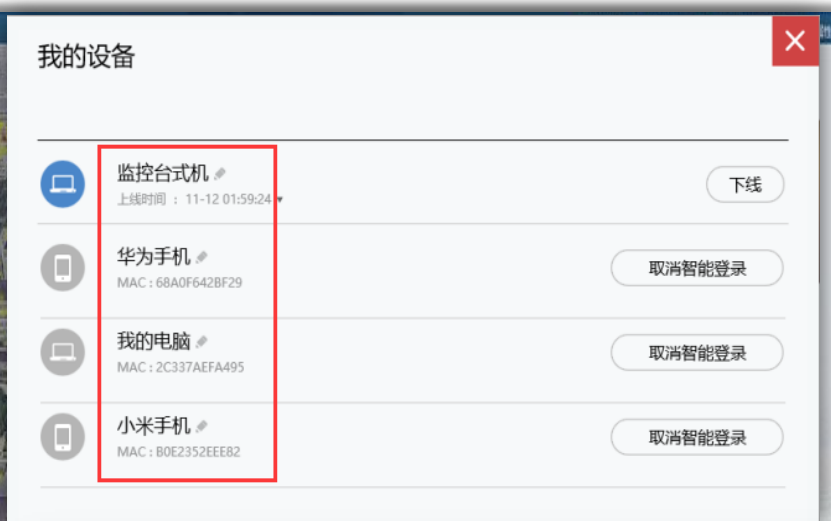 我的设备
监控台式机
上线时间 : 11-12 01:59:24
下线
华为手机
MAC : 68A0F642BF29
取消智能登录
我的电脑
MAC : 2C337AEFA495
取消智能登录
小米手机
MAC : B0E2352EEE82
取消智能登录